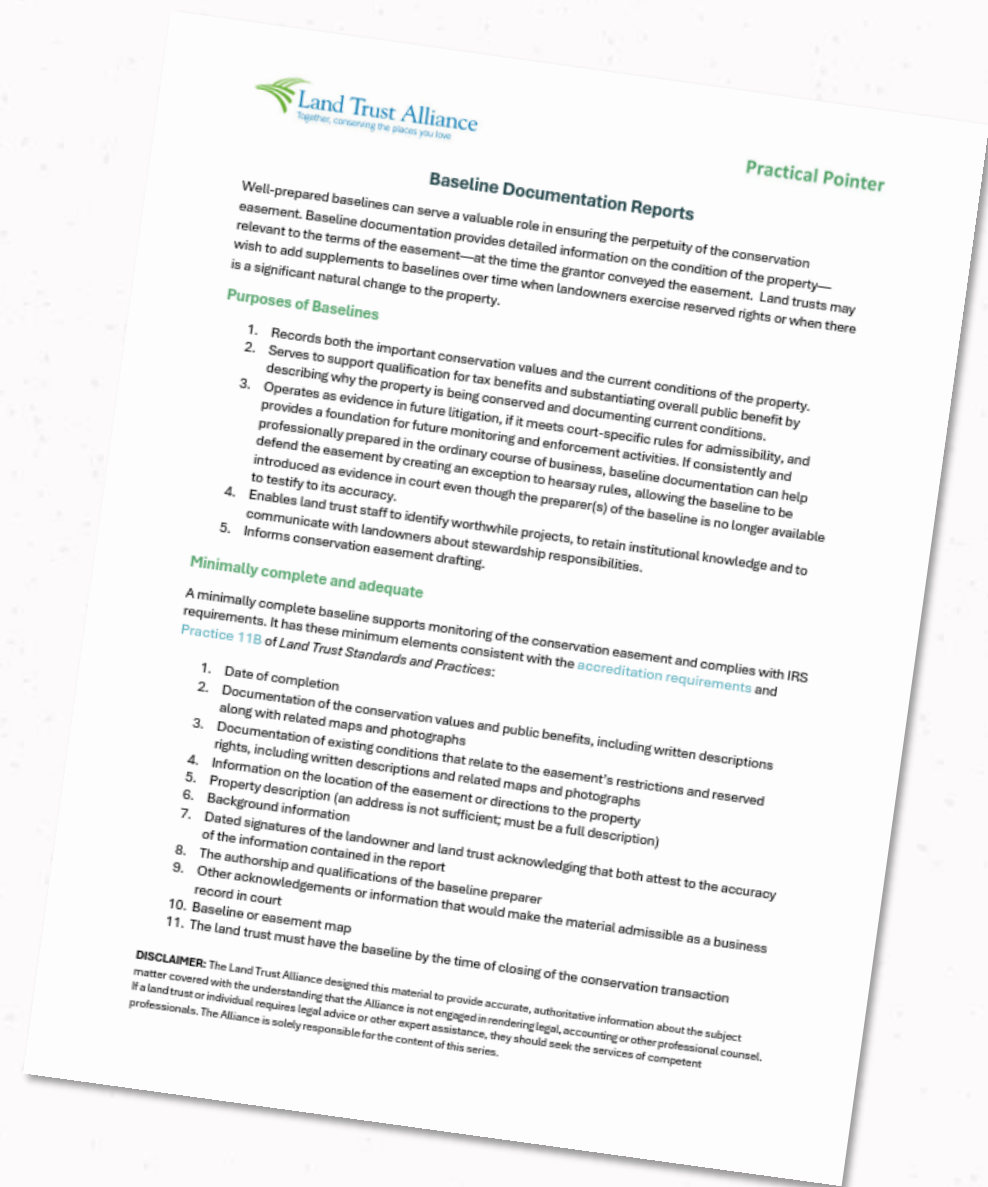 Land Trust Alliance
Together, conserving the places you love
Practical Pointer
Baseline Documentation Reports
Well-prepared baselines can serve a valuable role in ensuring the perpetuity of the conservation
easement. Baseline documentation provides detailed information on the condition of the property—
relevant to the terms of the easement—at the time the grantor conveyed the easement.  Land trusts may
wish to add supplements to baselines over time when landowners exercise reserved rights or when there
is a significant natural change to the property.
Purposes of Baselines
1. Records both the important conservation values and the current conditions of the property.
2. Serves to support qualification for tax benefits and substantiating overall public benefit by
describing why the property is being conserved and documenting current conditions.
3. Operates as evidence in future litigation, if it meets court-specific rules for admissibility, and
provides a foundation for future monitoring and enforcement activities. If consistently and
professionally prepared in the ordinary course of business, baseline documentation can help
defend the easement by creating an exception to hearsay rules, allowing the baseline to be
introduced as evidence in court even though the preparer(s) of the baseline is no longer available
to testify to its accuracy.
4. Enables land trust staff to identify worthwhile projects, to retain institutional knowledge and to
communicate with landowners about stewardship responsibilities.
5. Informs conservation easement drafting.
Minimally complete and adequate
A minimally complete baseline supports monitoring of the conservation easement and complies with IRS
requirements. It has these minimum elements consistent with the accreditation requirements and
Practice 11B of Land Trust Standards and Practices:
1. Date of completion
2. Documentation of the conservation values and public benefits, including written descriptions
along with related maps and photographs
3. Documentation of existing conditions that relate to the easement's restrictions and reserved
rights, including written descriptions and related maps and photographs
4. Information on the location of the easement or directions to the property
5. Property description (an address is not sufficient; must be a full description)
6. Background information
7. Dated signatures of the landowner and land trust acknowledging that both attest to the accuracy
of the information contained in the report
8. The authorship and qualifications of the baseline preparer
9. Other acknowledgements or information that would make the material admissible as a business
record in court
10. Baseline or easement map
11. The land trust must have the baseline by the time of closing of the conservation transaction
DISCLAIMER: The Land Trust Alliance designed this material to provide accurate, authoritative information about the subject
matter covered with the understanding that the Alliance is not engaged in rendering legal, accounting or other professional counsel.
If a land trust or individual requires legal advice or other expert assistance, they should seek the services of competent
professionals. The Alliance is solely responsible for the content of this series.